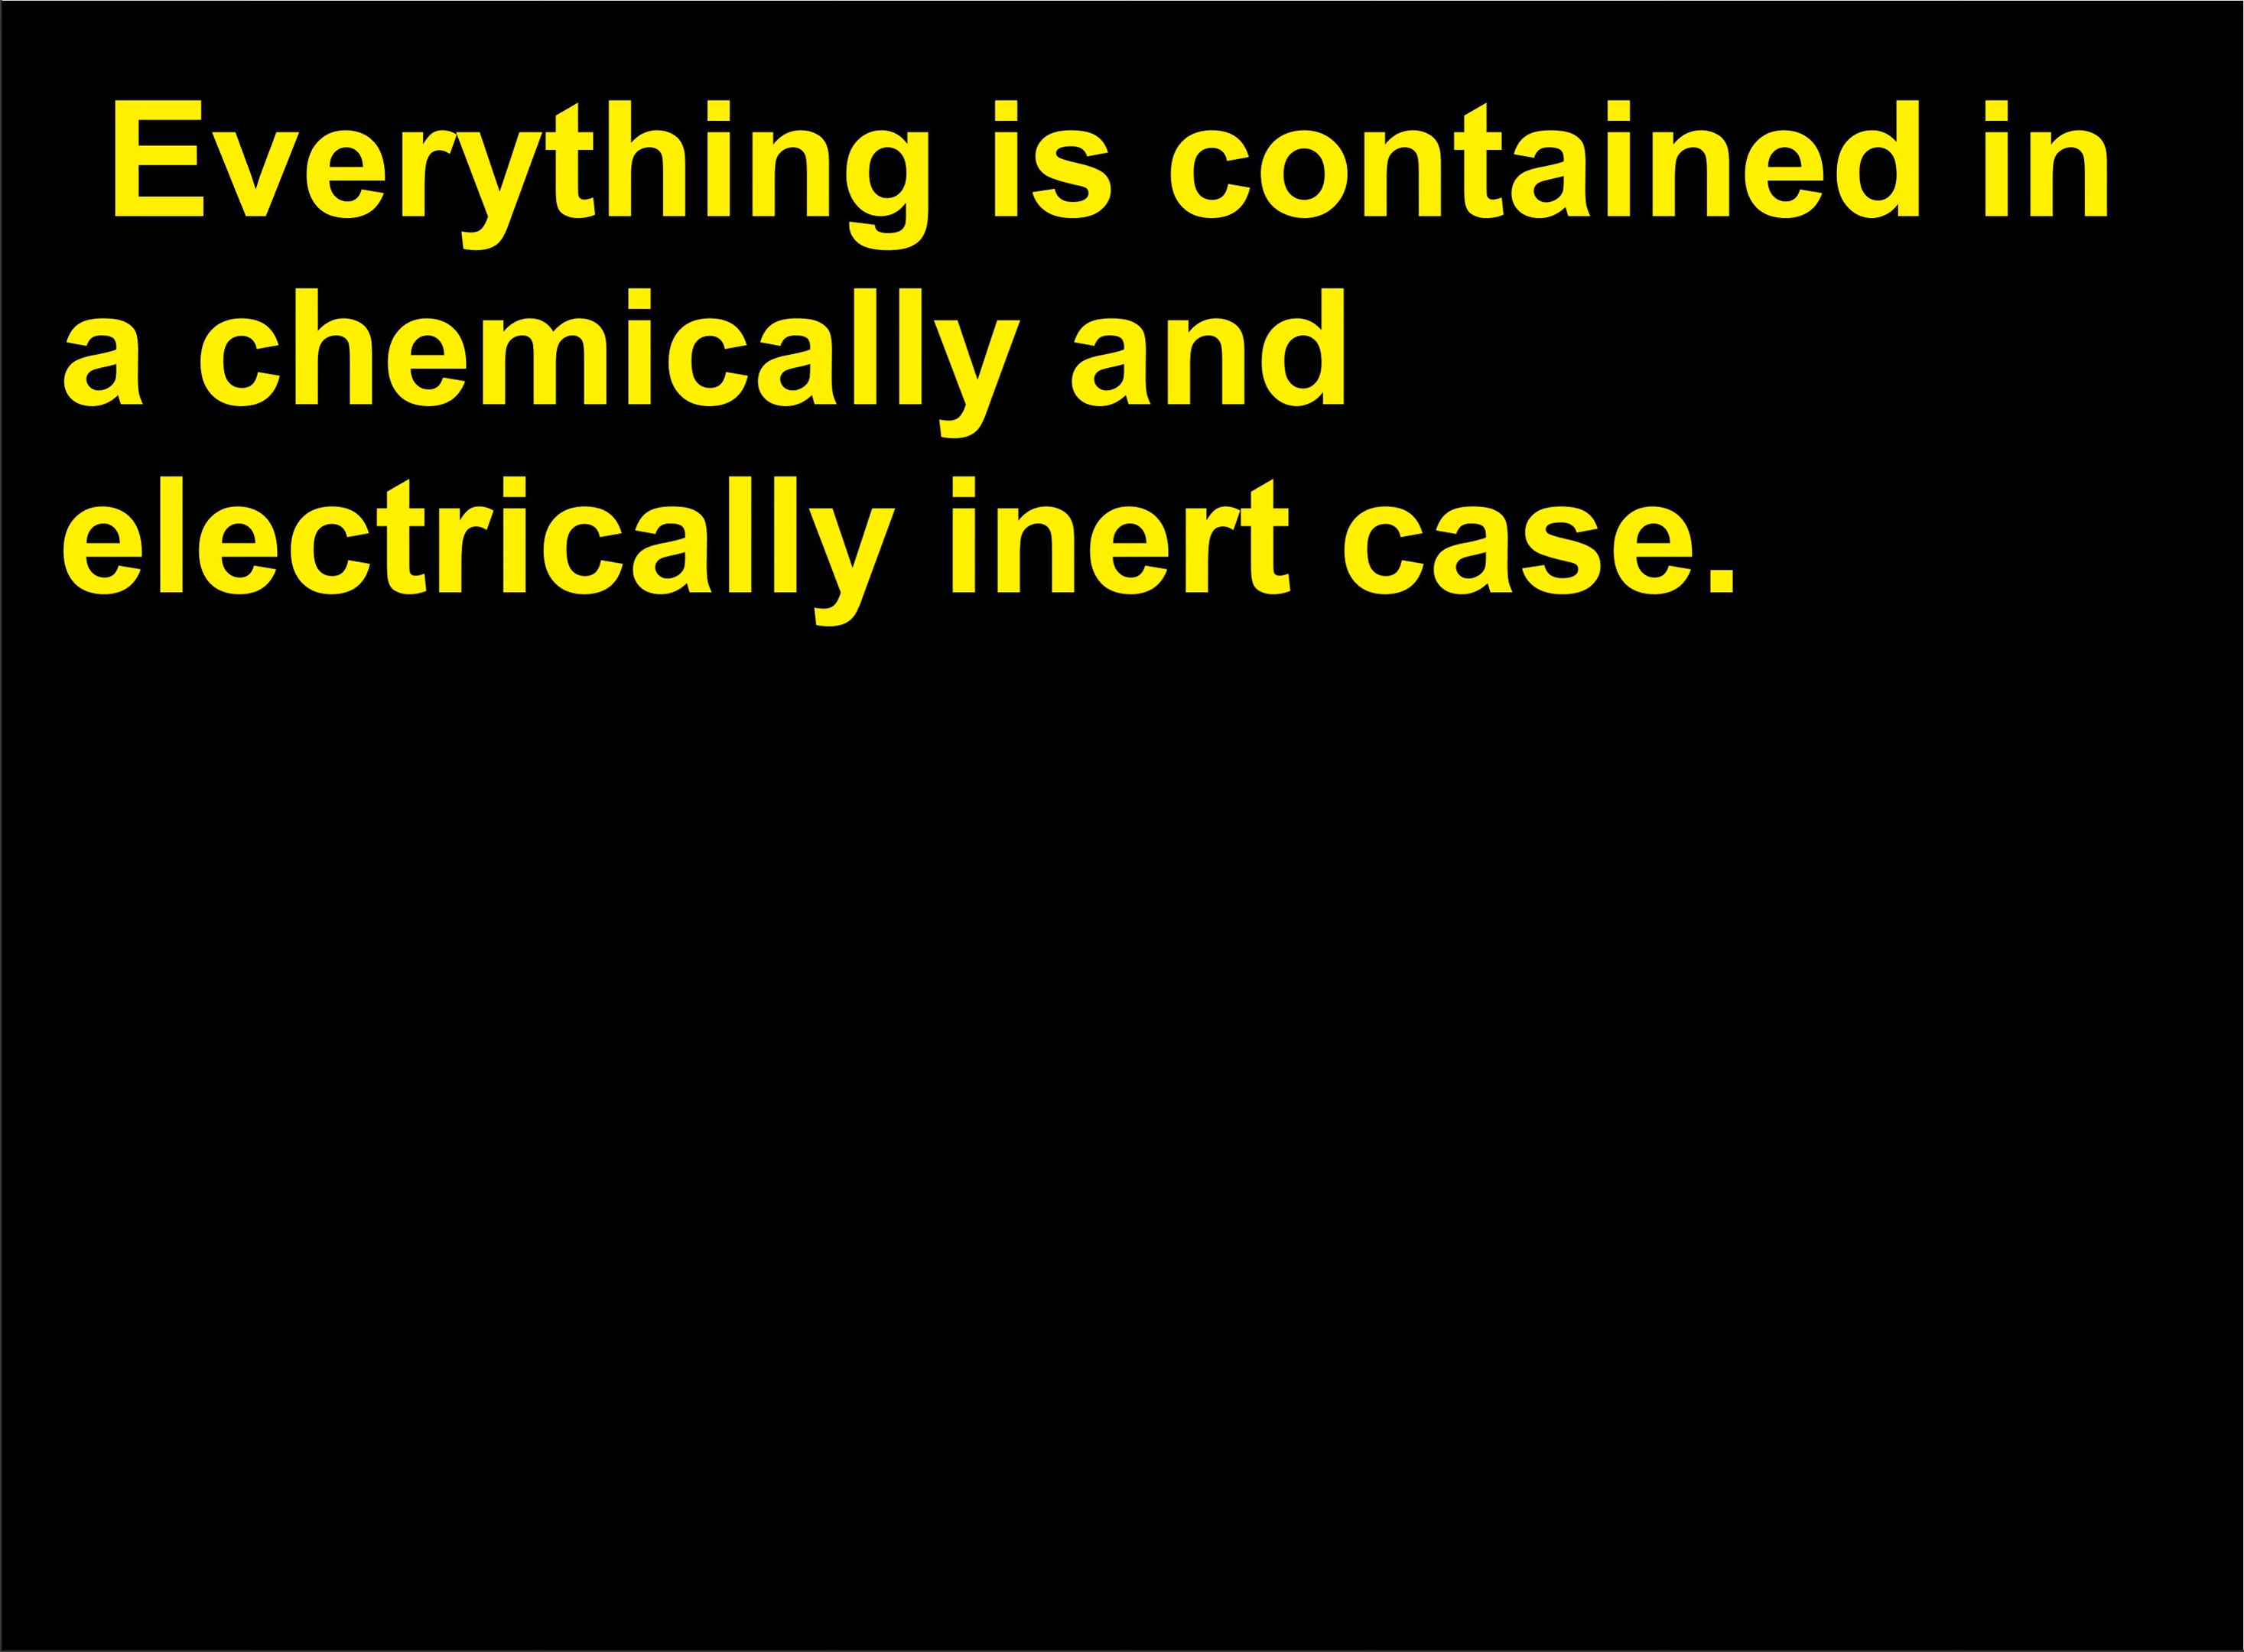 Everything is contained in
a chemically and
electrically inert case.